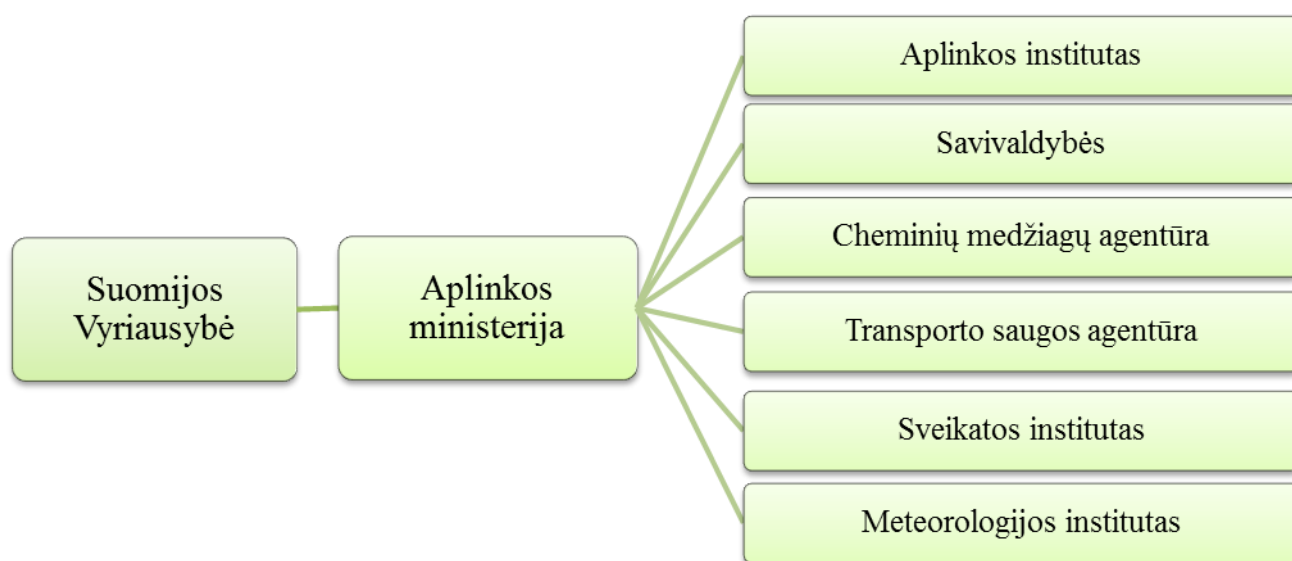 Suomijos
Vyriausybė
Aplinkos
ministerija
Aplinkos institutas
Savivaldybės
Cheminių medžiagų agentūra
Transporto saugos agentūra
Sveikatos institutas
Meteorologijos institutas